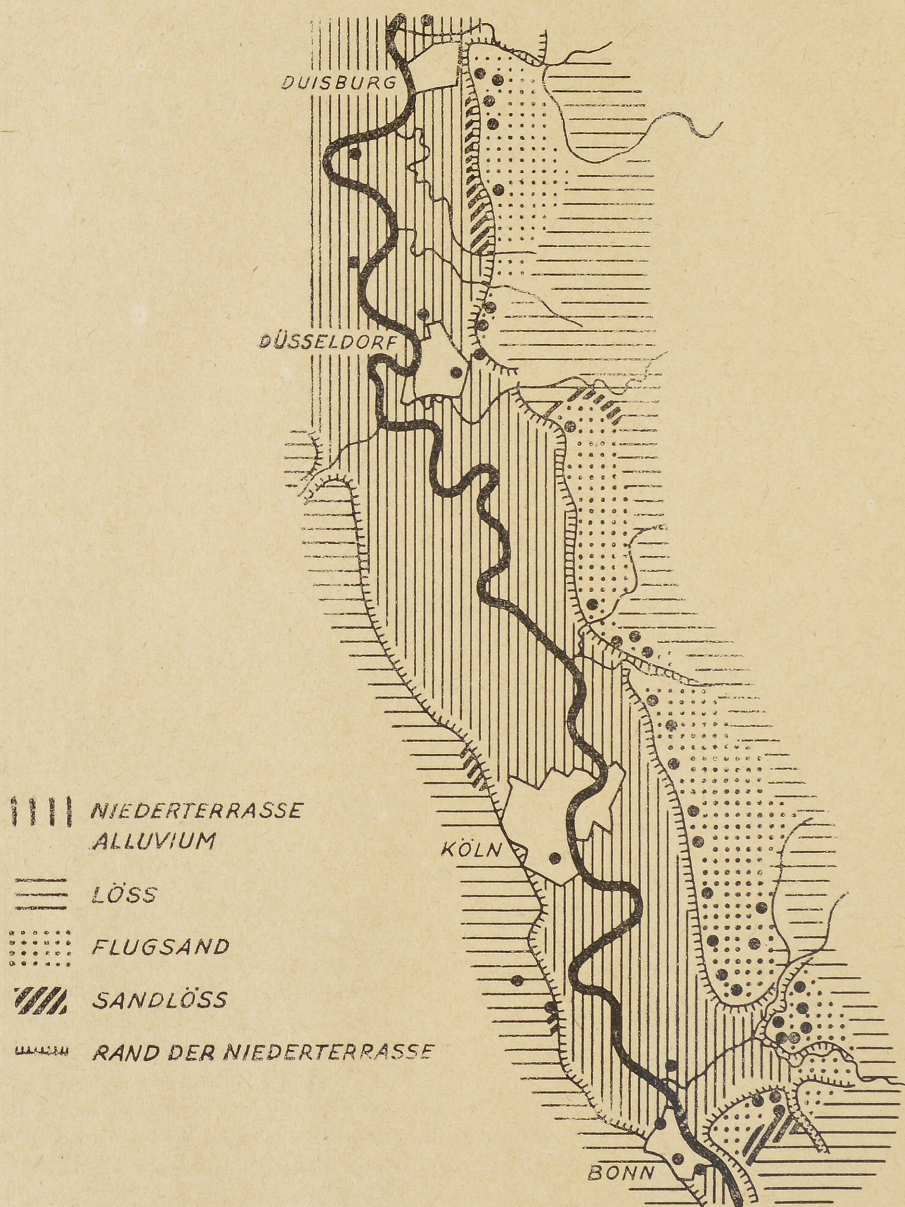 DUISBURG
DÜSSELDORF
KÖLN
BONN
NIEDERTERRASSE
ALLUVIUM
LÖSS
FLUGSAND
SANDLÖSS
RAND DER NIEDERTERRASSE